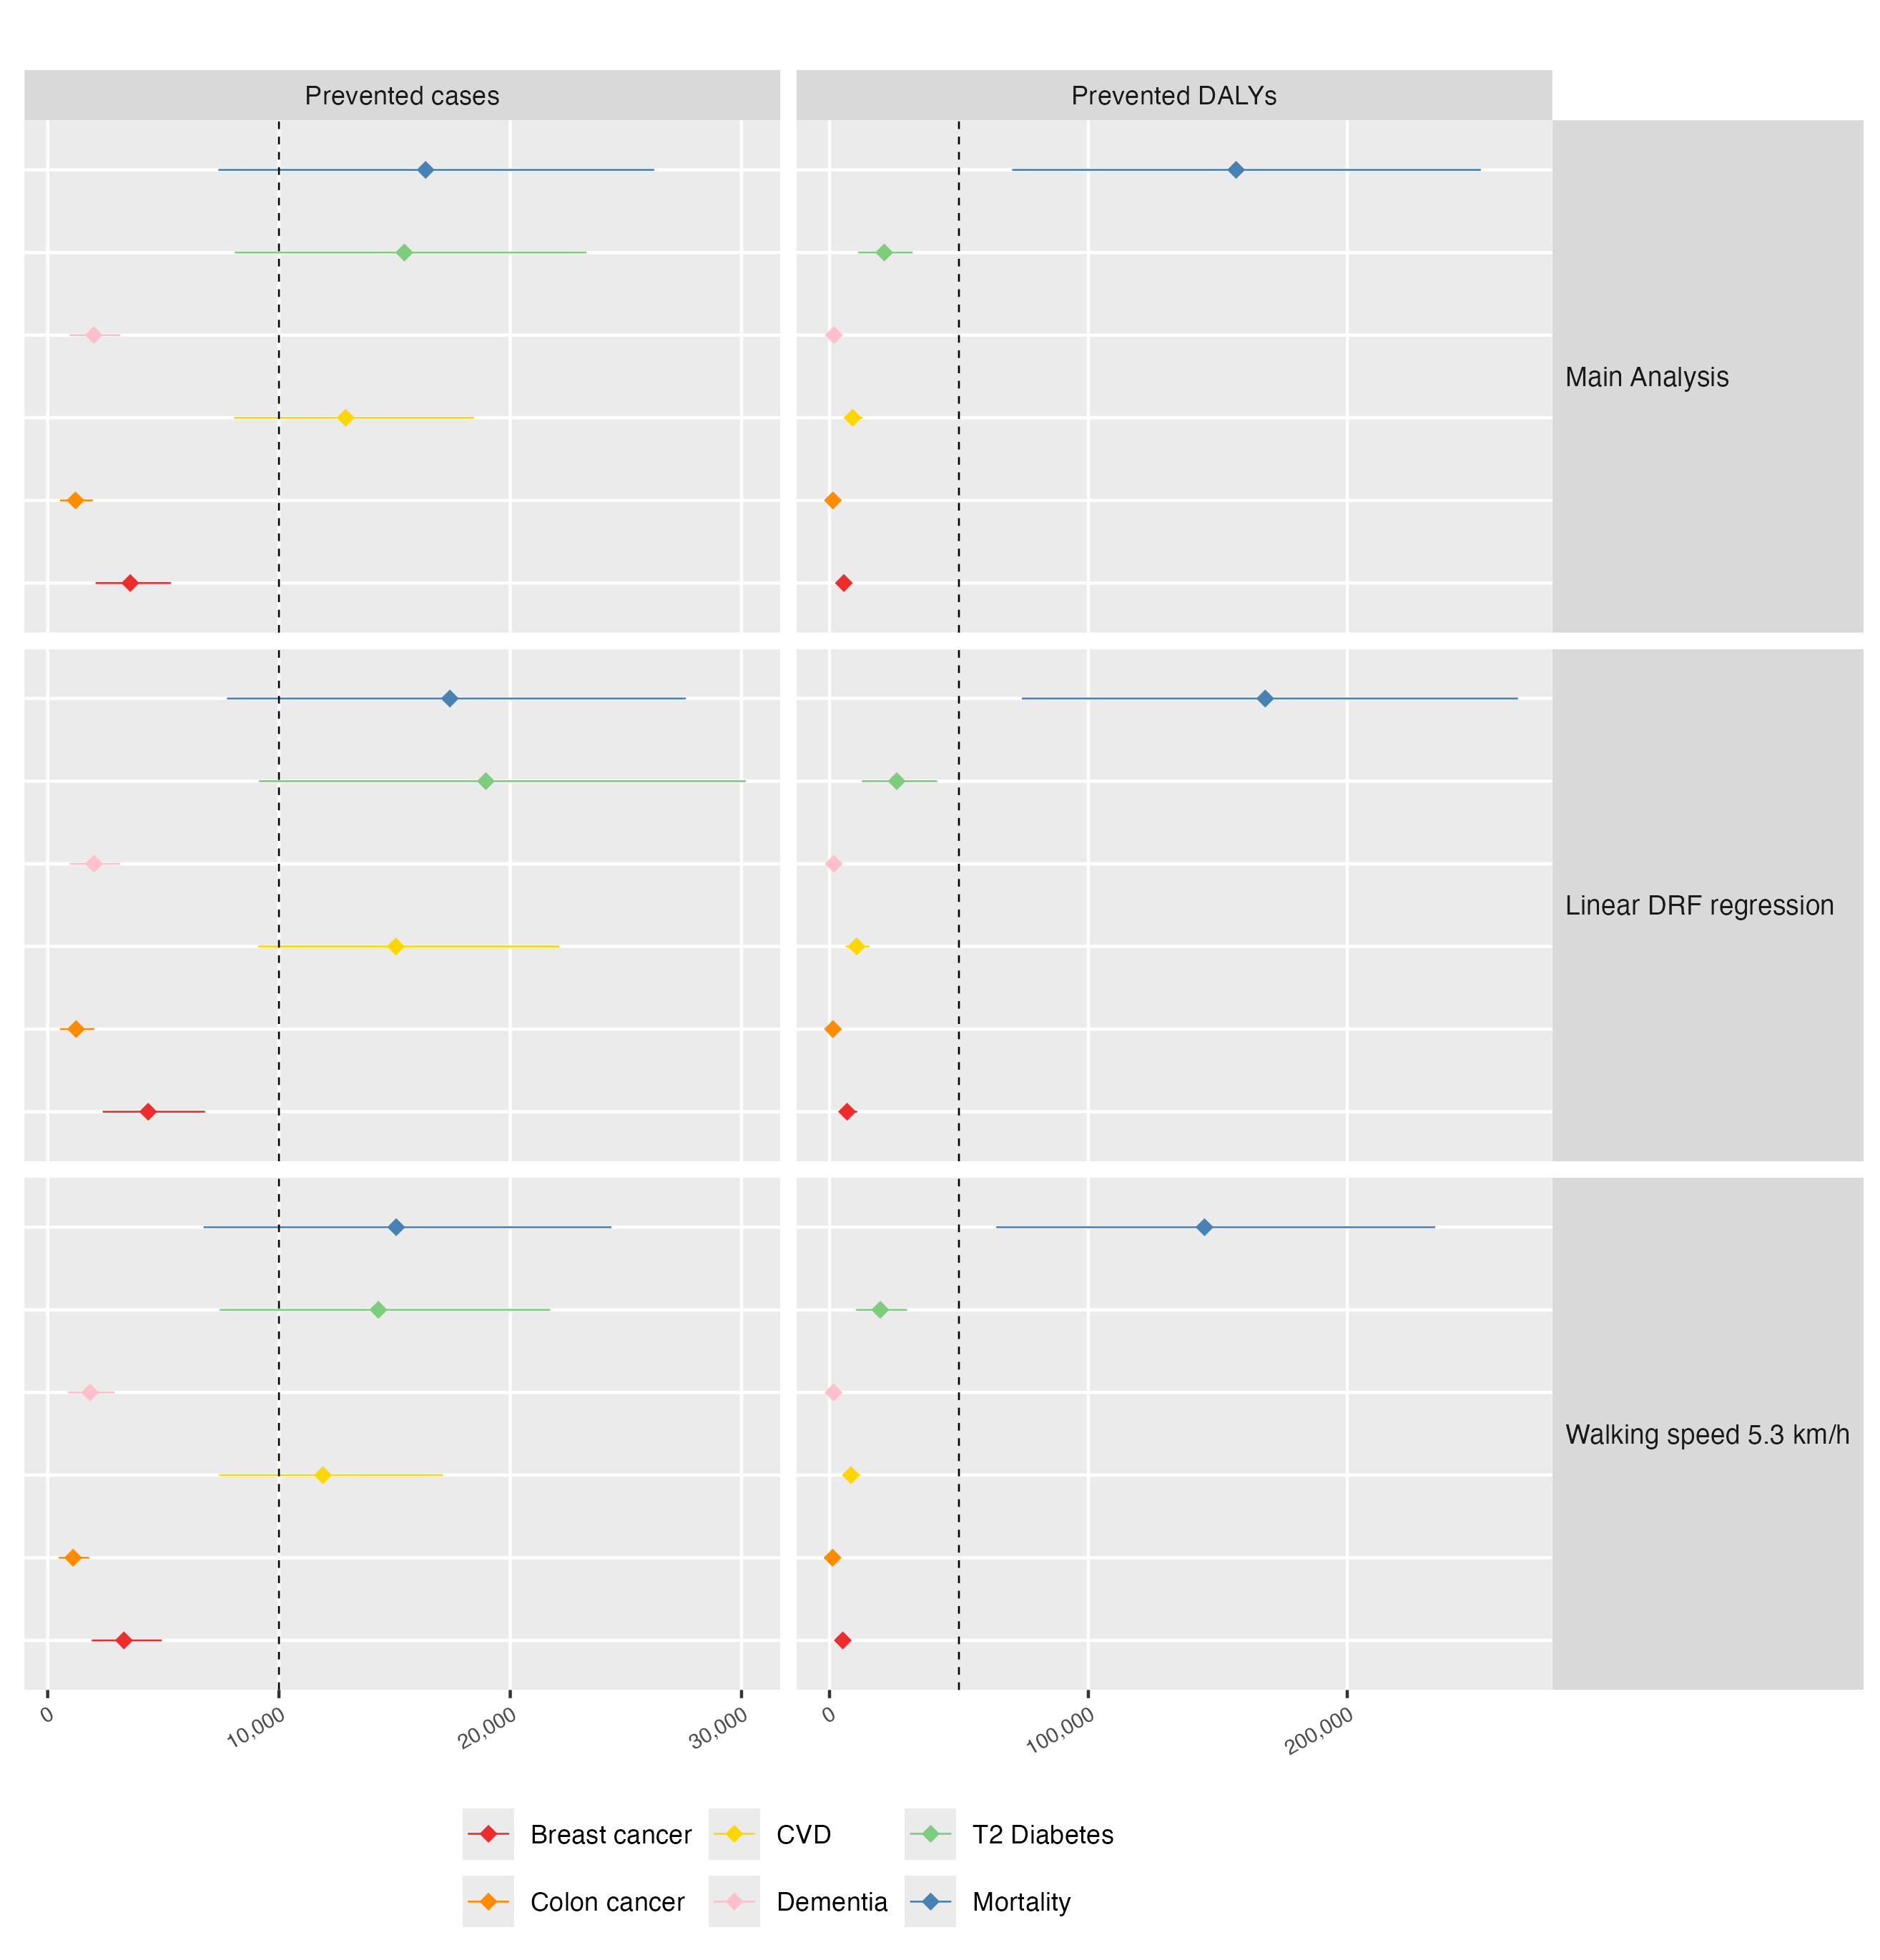 Prevented cases
Prevented DALYs
Main Analysis
Linear DRF regression
Walking speed 5.3 km/h
0
10,000
20,000
30,000
0
100,000
200,000
Breast cancer
CVD
T2 Diabetes
Colon cancer
Dementia
Mortality